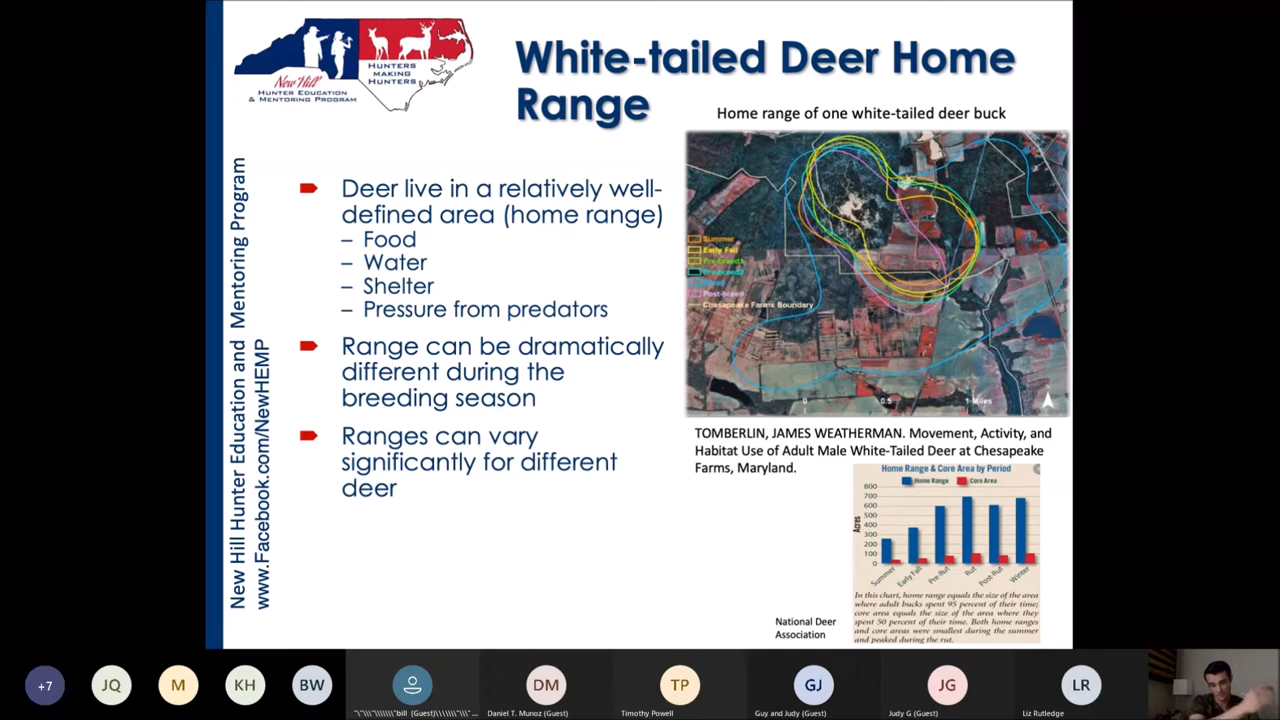 New Hill
HUNTER EDUCATION
& MENTORING PROGRAM
HUNTERS
MAKING
HUNTERS
White-tailed Deer Home
Range
Home range of one white-tailed deer buck
New Hill Hunter Education and Mentoring Program
www.Facebook.com/NewHEMP
Deer live in a relatively well-
defined area (home range)
– Food
– Water
– Shelter
– Pressure from predators
Range can be dramatically
different during the
breeding season
Ranges can vary
significantly for different
deer
Summer
Early Fall
Pre-breed1
Pre-breed2
Post-breed
Chesapeake Farms Boundary
0 0.5 1 Miles
TOMBERLIN, JAMES WEATHERMAN. Movement, Activity, and
Habitat Use of Adult Male White-Tailed Deer at Chesapeake
Farms, Maryland.
Home Range & Core Area by Period
Home Range Core Area
800
700
600
500
400
300
200
100
0
Acres
Summer Early Fall Pre-Rut Rut Post-Rut Winter
In this chart, home range equals the size of the area
where adult bucks spent 95 percent of their time;
core area equals the size of the area where they
spent 50 percent of their time. Both home ranges
and core areas were smallest during the summer
and peaked during the rut.
National Deer
Association
+7 JQ M KH BW DM TP GJ JG LR
"\"\"\\\\\\\"bill (Guest)\\\\\\\"\\\" ... Daniel T. Munoz (Guest) Timothy Powell Guy and Judy (Guest) Judy G (Guest) Liz Rutledge